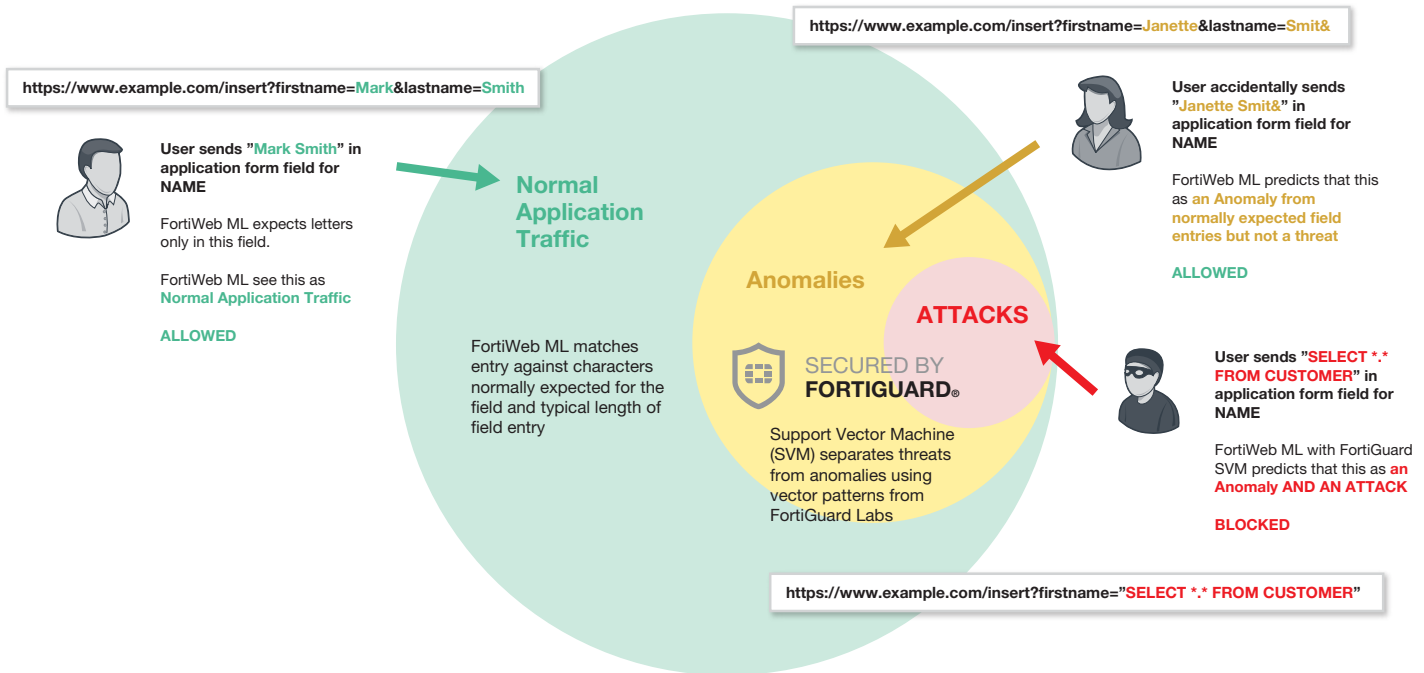 https://www.example.com/insert?firstname=Janette&lastname=Smit&
https://www.example.com/insert?firstname=Mark&lastname=Smith
User sends ”Mark Smith” in
application form field for
NAME
FortiWeb ML expects letters
only in this field.
FortiWeb ML see this as
Normal Application Traffic
ALLOWED
Normal
Application
Traffic
FortiWeb ML matches
entry against characters
normally expected for the
field and typical length of
field entry
Anomalies
ATTACKS
SECURED BY
FORTIGUARD®
Support Vector Machine
(SVM) separates threats
from anomalies using
vector patterns from
FortiGuard Labs
User accidentally sends
”Janette Smit&” in
application form field for
NAME
FortiWeb ML predicts that this
as an Anomaly from
normally expected field
entries but not a threat
ALLOWED
User sends ”SELECT *.*
FROM CUSTOMER” in
application form field for
NAME
FortiWeb ML with FortiGuard
SVM predicts that this as an
Anomaly AND AN ATTACK
BLOCKED
https://www.example.com/insert?firstname=”SELECT *.* FROM CUSTOMER”